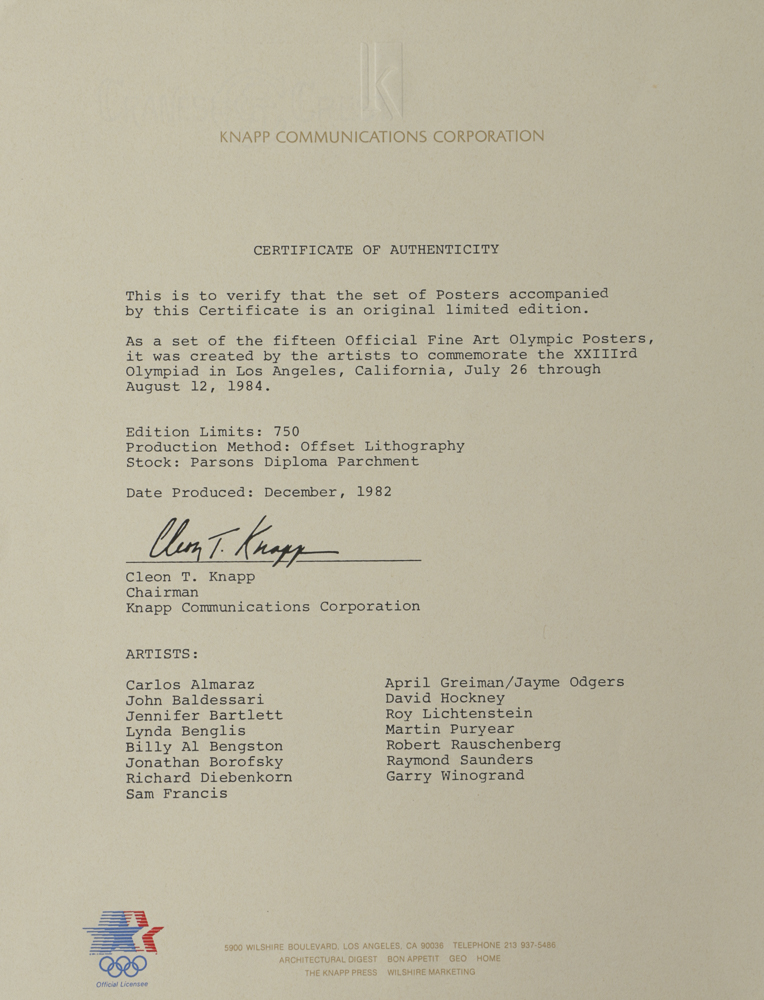 k
KNAPP COMMUNICATIONS CORPORATION
CERTIFICATE OF AUTHENTICITY
This is to verify that the set of Posters accompanied
by this Certificate is an original limited edition.
As a set of the fifteen Official Fine Art Olympic Posters,
it was created by the artists to commemorate the XXIIIrd
Olympiad in Los Angeles, California, July 26 through
August 12, 1984.
Edition Limits: 750
Production Method: Offset Lithography
Stock: Parsons Diploma Parchment
Date Produced: December, 1982
Cleon T. Knapp
Cleon T. Knapp
Chairman
Knapp Communications Corporation
ARTISTS:
Carlos Almaraz
John Baldessari
Jennifer Bartlett
Lynda Benglis
Billy Al Bengston
Jonathan Borofsky
Richard Diebenkorn
Sam Francis
April Greiman/Jayme Odgers
David Hockney
Roy Lichtenstein
Martin Puryear
Robert Rauschenberg
Raymond Saunders
Garry Winogrand
Official Licensee
5900 WILSHIRE BOULEVARD, LOS ANGELES, CA 90036 TELEPHONE 213 937-5486
ARCHITECTURAL DIGEST BON APPETIT GEO HOME
THE KNAPP PRESS WILSHIRE MARKETING